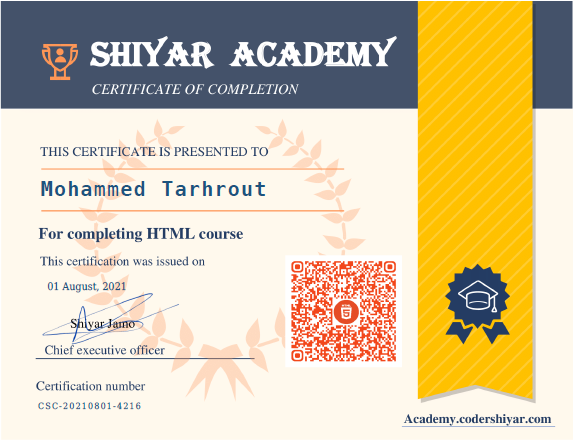 SHIYAR ACADEMY
CERTIFICATE OF COMPLETION
THIS CERTIFICATE IS PRESENTED TO
Mohammed Tarhrout
For completing HTML course
This certification was issued on
01 August, 2021
Shiyar Jamo
Chief executive officer
Certification number
CSC-20210801-4216
Academy.codershiyar.com